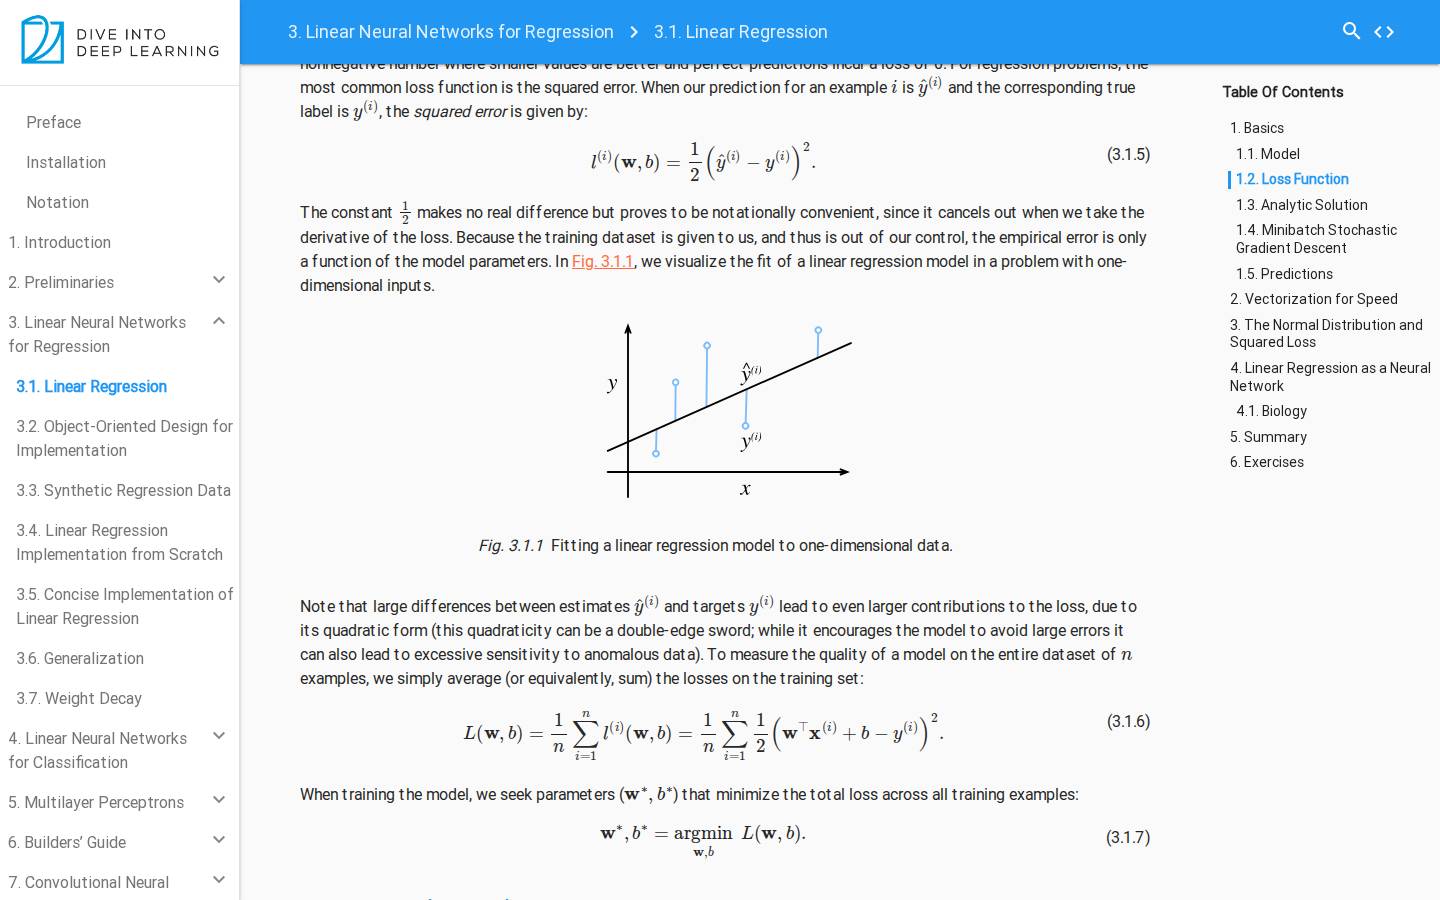 DIVE INTO
DEEP LEARNING
3. Linear Neural Networks for Regression
3.1. Linear Regression
Preface
Installation
Notation
1. Introduction
2. Preliminaries
3. Linear Neural Networks
for Regression
3.1. Linear Regression
3.2. Object-Oriented Design for
Implementation
3.3. Synthetic Regression Data
3.4. Linear Regression
Implementation from Scratch
3.5. Concise Implementation of
Linear Regression
3.6. Generalization
3.7. Weight Decay
4. Linear Neural Networks
for Classification
5. Multilayer Perceptrons
6. Builders’ Guide
7. Convolutional Neural
nonnegative number where smaller values are better and perfect predictions incur a loss of 0. For regression problems, the
most common loss function is the squared error. When our prediction for an example i is ŷ^(i) and the corresponding true
label is y^(i), the squared error is given by:
l^(i)(w, b) = 1/2 (ŷ^(i) − y^(i))^2. (3.1.5)
The constant 1/2 makes no real difference but proves to be notationally convenient, since it cancels out when we take the
derivative of the loss. Because the training dataset is given to us, and thus is out of our control, the empirical error is only
a function of the model parameters. In Fig. 3.1.1, we visualize the fit of a linear regression model in a problem with one-
dimensional inputs.
y
ŷ^(i)
y^(i)
x
Fig. 3.1.1 Fitting a linear regression model to one-dimensional data.
Note that large differences between estimates ŷ^(i) and targets y^(i) lead to even larger contributions to the loss, due to
its quadratic form (this quadraticity can be a double-edge sword; while it encourages the model to avoid large errors it
can also lead to excessive sensitivity to anomalous data). To measure the quality of a model on the entire dataset of n
examples, we simply average (or equivalently, sum) the losses on the training set:
L(w, b) = 1/n ∑_{i=1}^n l^(i)(w, b) = 1/n ∑_{i=1}^n 1/2 (w^⊤ x^(i) + b − y^(i))^2. (3.1.6)
When training the model, we seek parameters (w*, b*) that minimize the total loss across all training examples:
w*, b* = argmin_{w,b} L(w, b). (3.1.7)
Table Of Contents
1. Basics
1.1. Model
1.2. Loss Function
1.3. Analytic Solution
1.4. Minibatch Stochastic
Gradient Descent
1.5. Predictions
2. Vectorization for Speed
3. The Normal Distribution and
Squared Loss
4. Linear Regression as a Neural
Network
4.1. Biology
5. Summary
6. Exercises